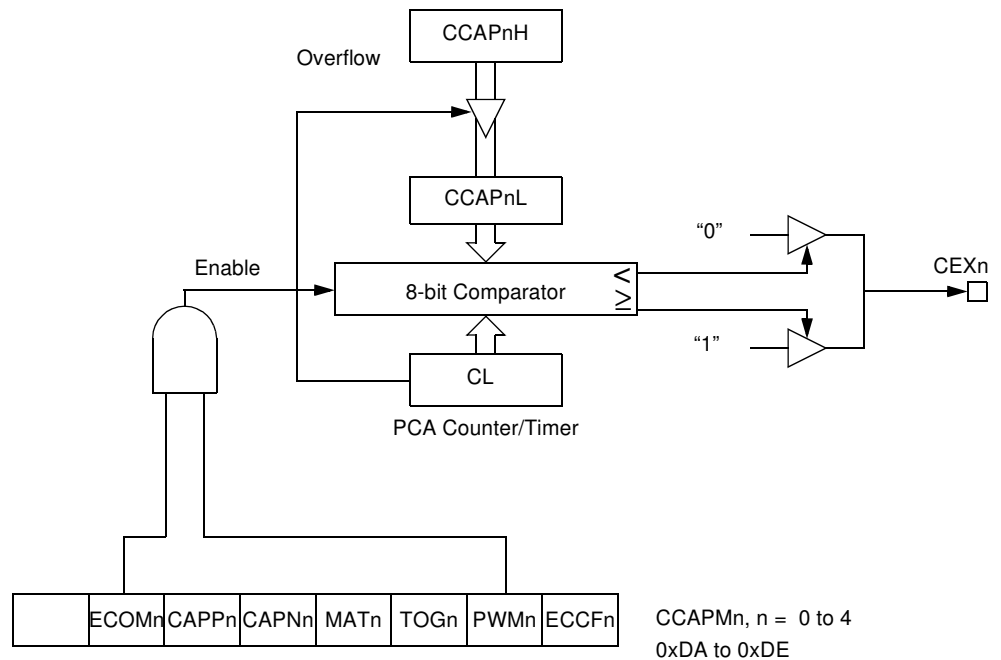 CCAPnH
Overflow
CCAPnL
“0”
Enable
<
CEXn
8-bit Comparator
≥
“1”
CL
PCA Counter/Timer
ECOMn CAPPn CAPNn MATn TOGn PWMn ECCFn
CCAPMn, n = 0 to 4
0xDA to 0xDE